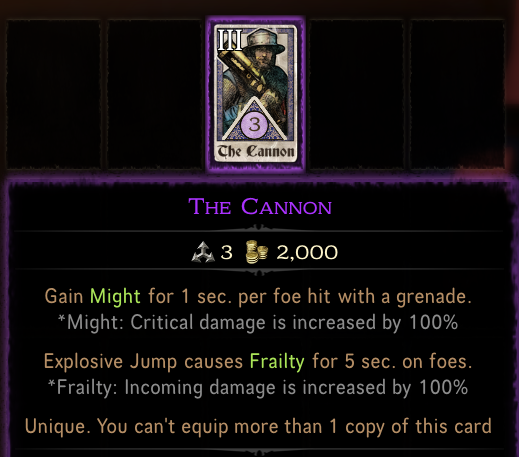 III
3
The Cannon
The Cannon
3 2,000
Gain Might for 1 sec. per foe hit with a grenade.
*Might: Critical damage is increased by 100%
Explosive Jump causes Frailty for 5 sec. on foes.
*Frailty: Incoming damage is increased by 100%
Unique. You can't equip more than 1 copy of this card